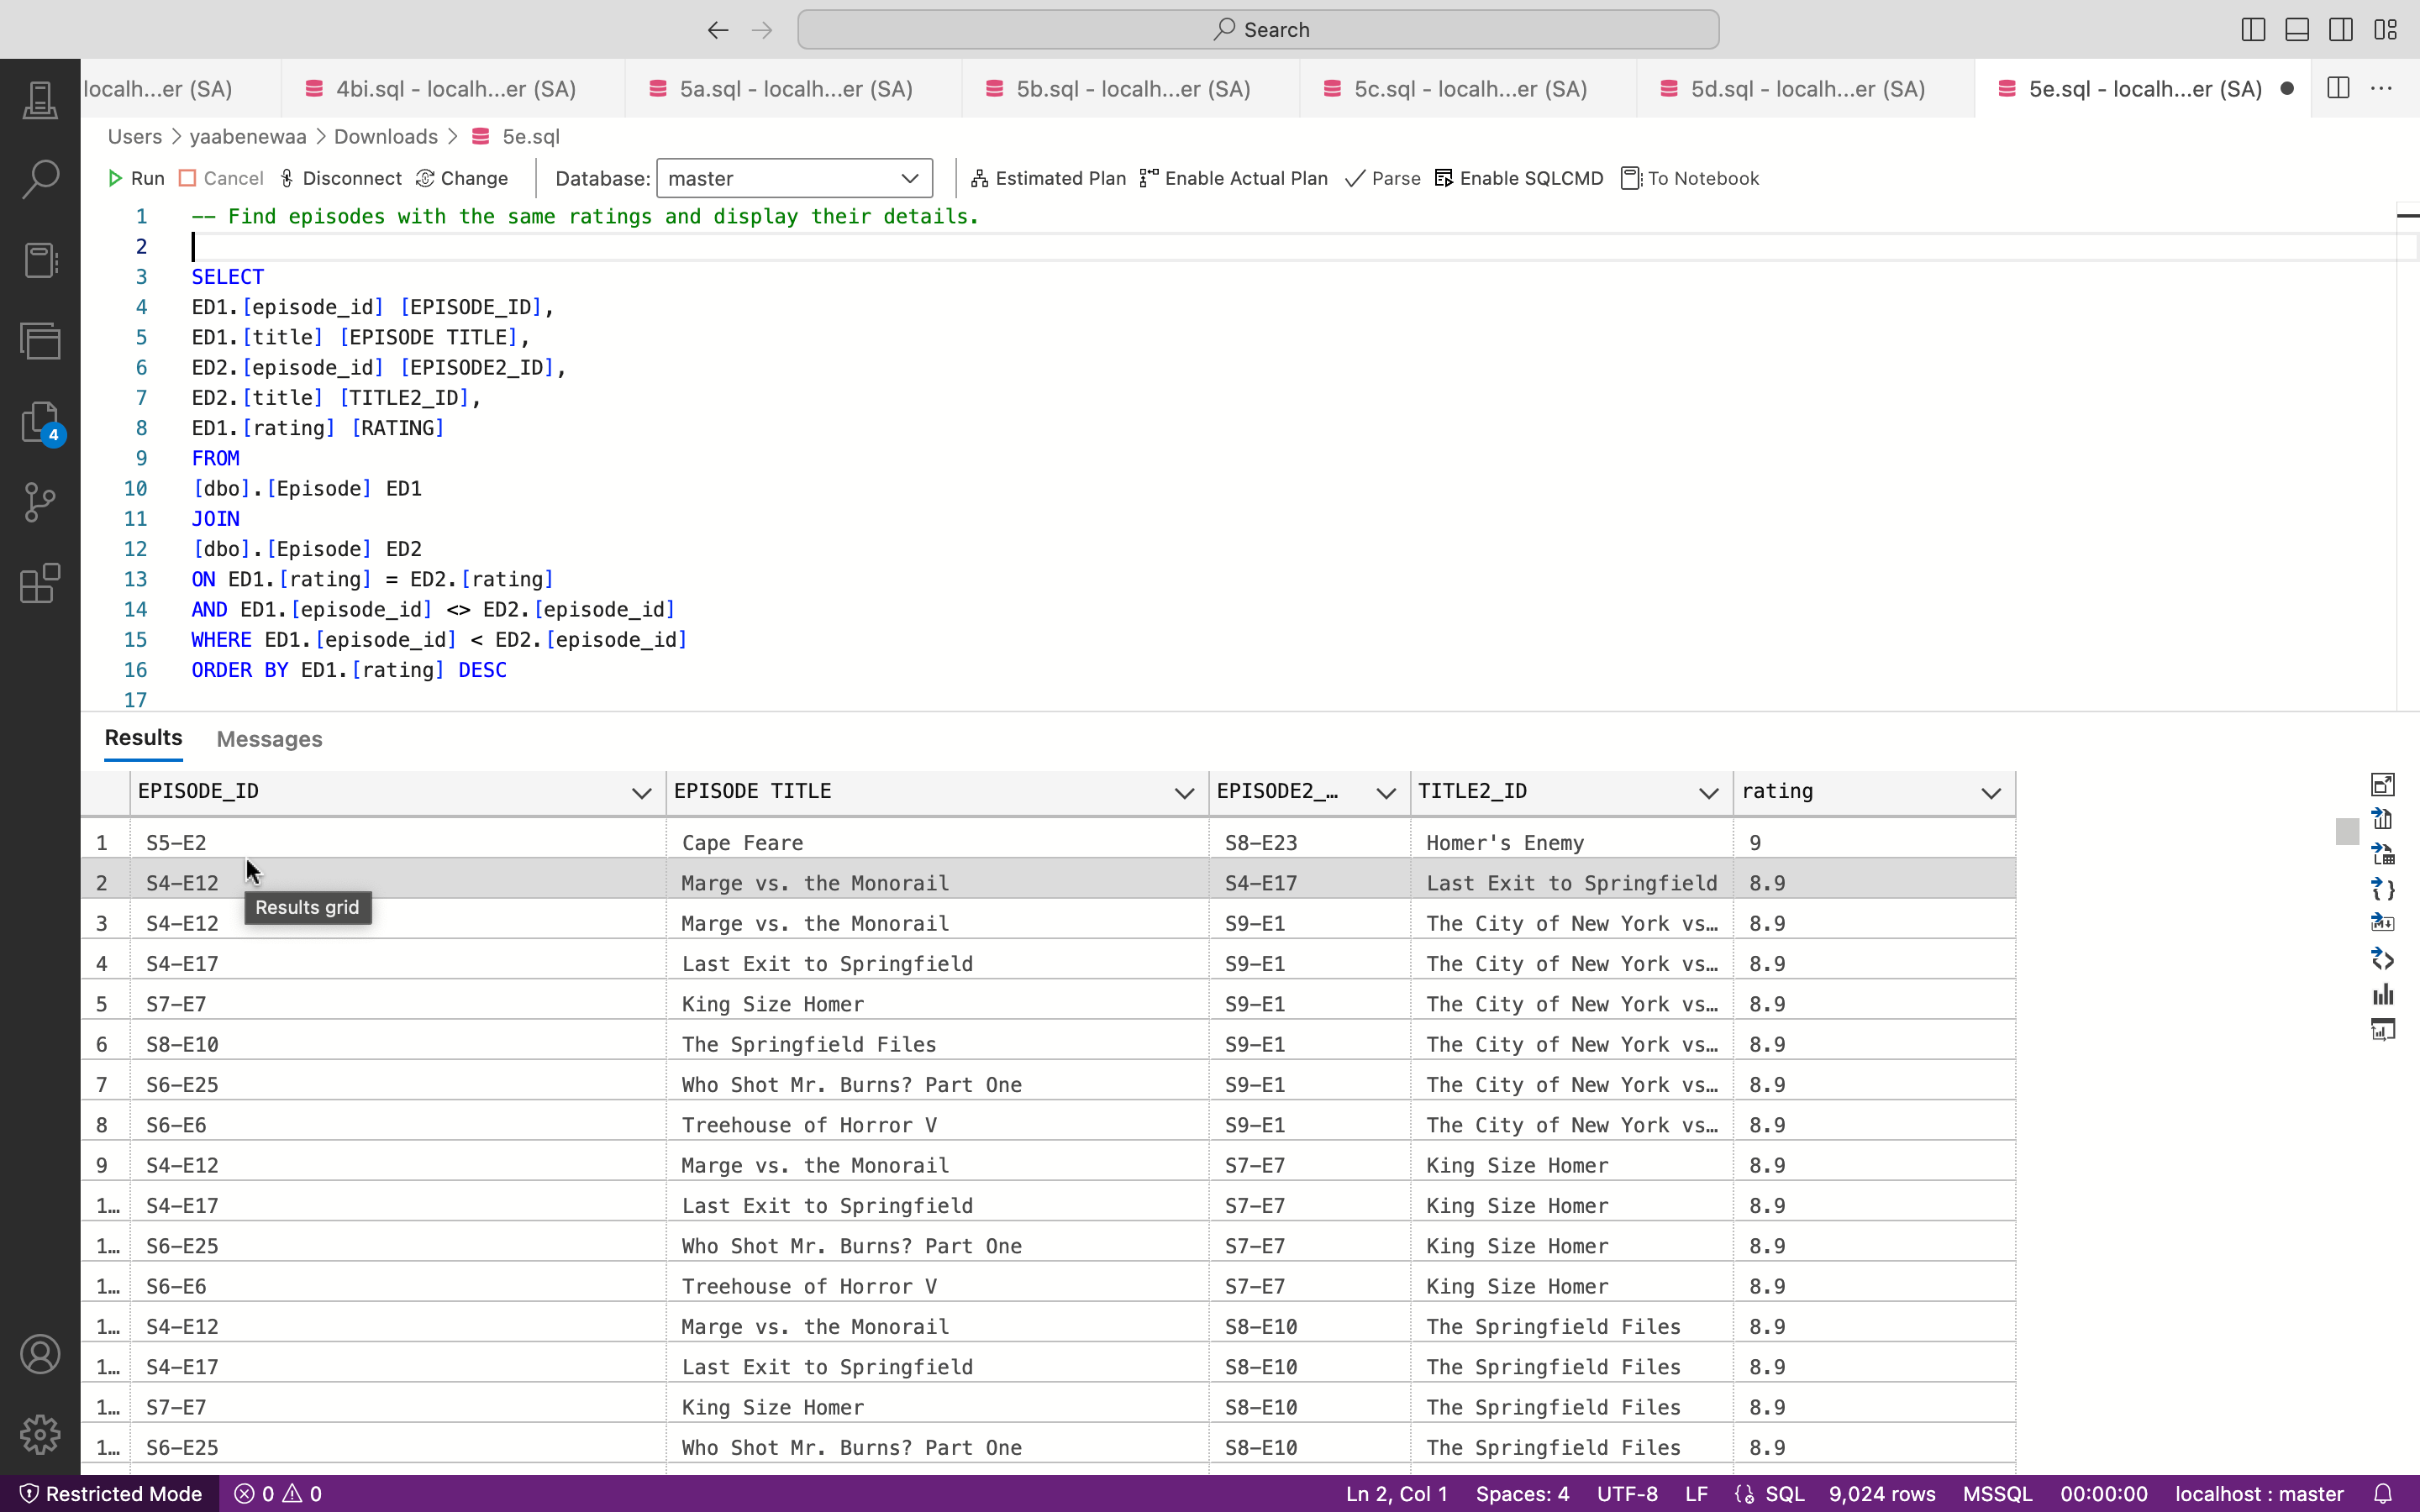 Search
localh...er (SA)
4bi.sql - localh...er (SA)
5a.sql - localh...er (SA)
5b.sql - localh...er (SA)
5c.sql - localh...er (SA)
5d.sql - localh...er (SA)
5e.sql - localh...er (SA)
Users > yaabenewaa > Downloads > 5e.sql
Run Cancel Disconnect Change Database: master Estimated Plan Enable Actual Plan Parse Enable SQLCMD To Notebook
1 -- Find episodes with the same ratings and display their details.
2
3 SELECT
4 ED1.[episode_id] [EPISODE_ID],
5 ED1.[title] [EPISODE TITLE],
6 ED2.[episode_id] [EPISODE2_ID],
7 ED2.[title] [TITLE2_ID],
8 ED1.[rating] [RATING]
9 FROM
10 [dbo].[Episode] ED1
11 JOIN
12 [dbo].[Episode] ED2
13 ON ED1.[rating] = ED2.[rating]
14 AND ED1.[episode_id] <> ED2.[episode_id]
15 WHERE ED1.[episode_id] < ED2.[episode_id]
16 ORDER BY ED1.[rating] DESC
17
4
Results Messages
EPISODE_ID EPISODE TITLE EPISODE2_… TITLE2_ID rating
1 S5-E2 Cape Feare S8-E23 Homer's Enemy 9
2 S4-E12 Marge vs. the Monorail S4-E17 Last Exit to Springfield 8.9
Results grid
3 S4-E12 Marge vs. the Monorail S9-E1 The City of New York vs… 8.9
4 S4-E17 Last Exit to Springfield S9-E1 The City of New York vs… 8.9
5 S7-E7 King Size Homer S9-E1 The City of New York vs… 8.9
6 S8-E10 The Springfield Files S9-E1 The City of New York vs… 8.9
7 S6-E25 Who Shot Mr. Burns? Part One S9-E1 The City of New York vs… 8.9
8 S6-E6 Treehouse of Horror V S9-E1 The City of New York vs… 8.9
9 S4-E12 Marge vs. the Monorail S7-E7 King Size Homer 8.9
1… S4-E17 Last Exit to Springfield S7-E7 King Size Homer 8.9
1… S6-E25 Who Shot Mr. Burns? Part One S7-E7 King Size Homer 8.9
1… S6-E6 Treehouse of Horror V S7-E7 King Size Homer 8.9
1… S4-E12 Marge vs. the Monorail S8-E10 The Springfield Files 8.9
1… S4-E17 Last Exit to Springfield S8-E10 The Springfield Files 8.9
1… S7-E7 King Size Homer S8-E10 The Springfield Files 8.9
1… S6-E25 Who Shot Mr. Burns? Part One S8-E10 The Springfield Files 8.9
Restricted Mode 0 0 Ln 2, Col 1 Spaces: 4 UTF-8 LF SQL 9,024 rows MSSQL 00:00:00 localhost : master